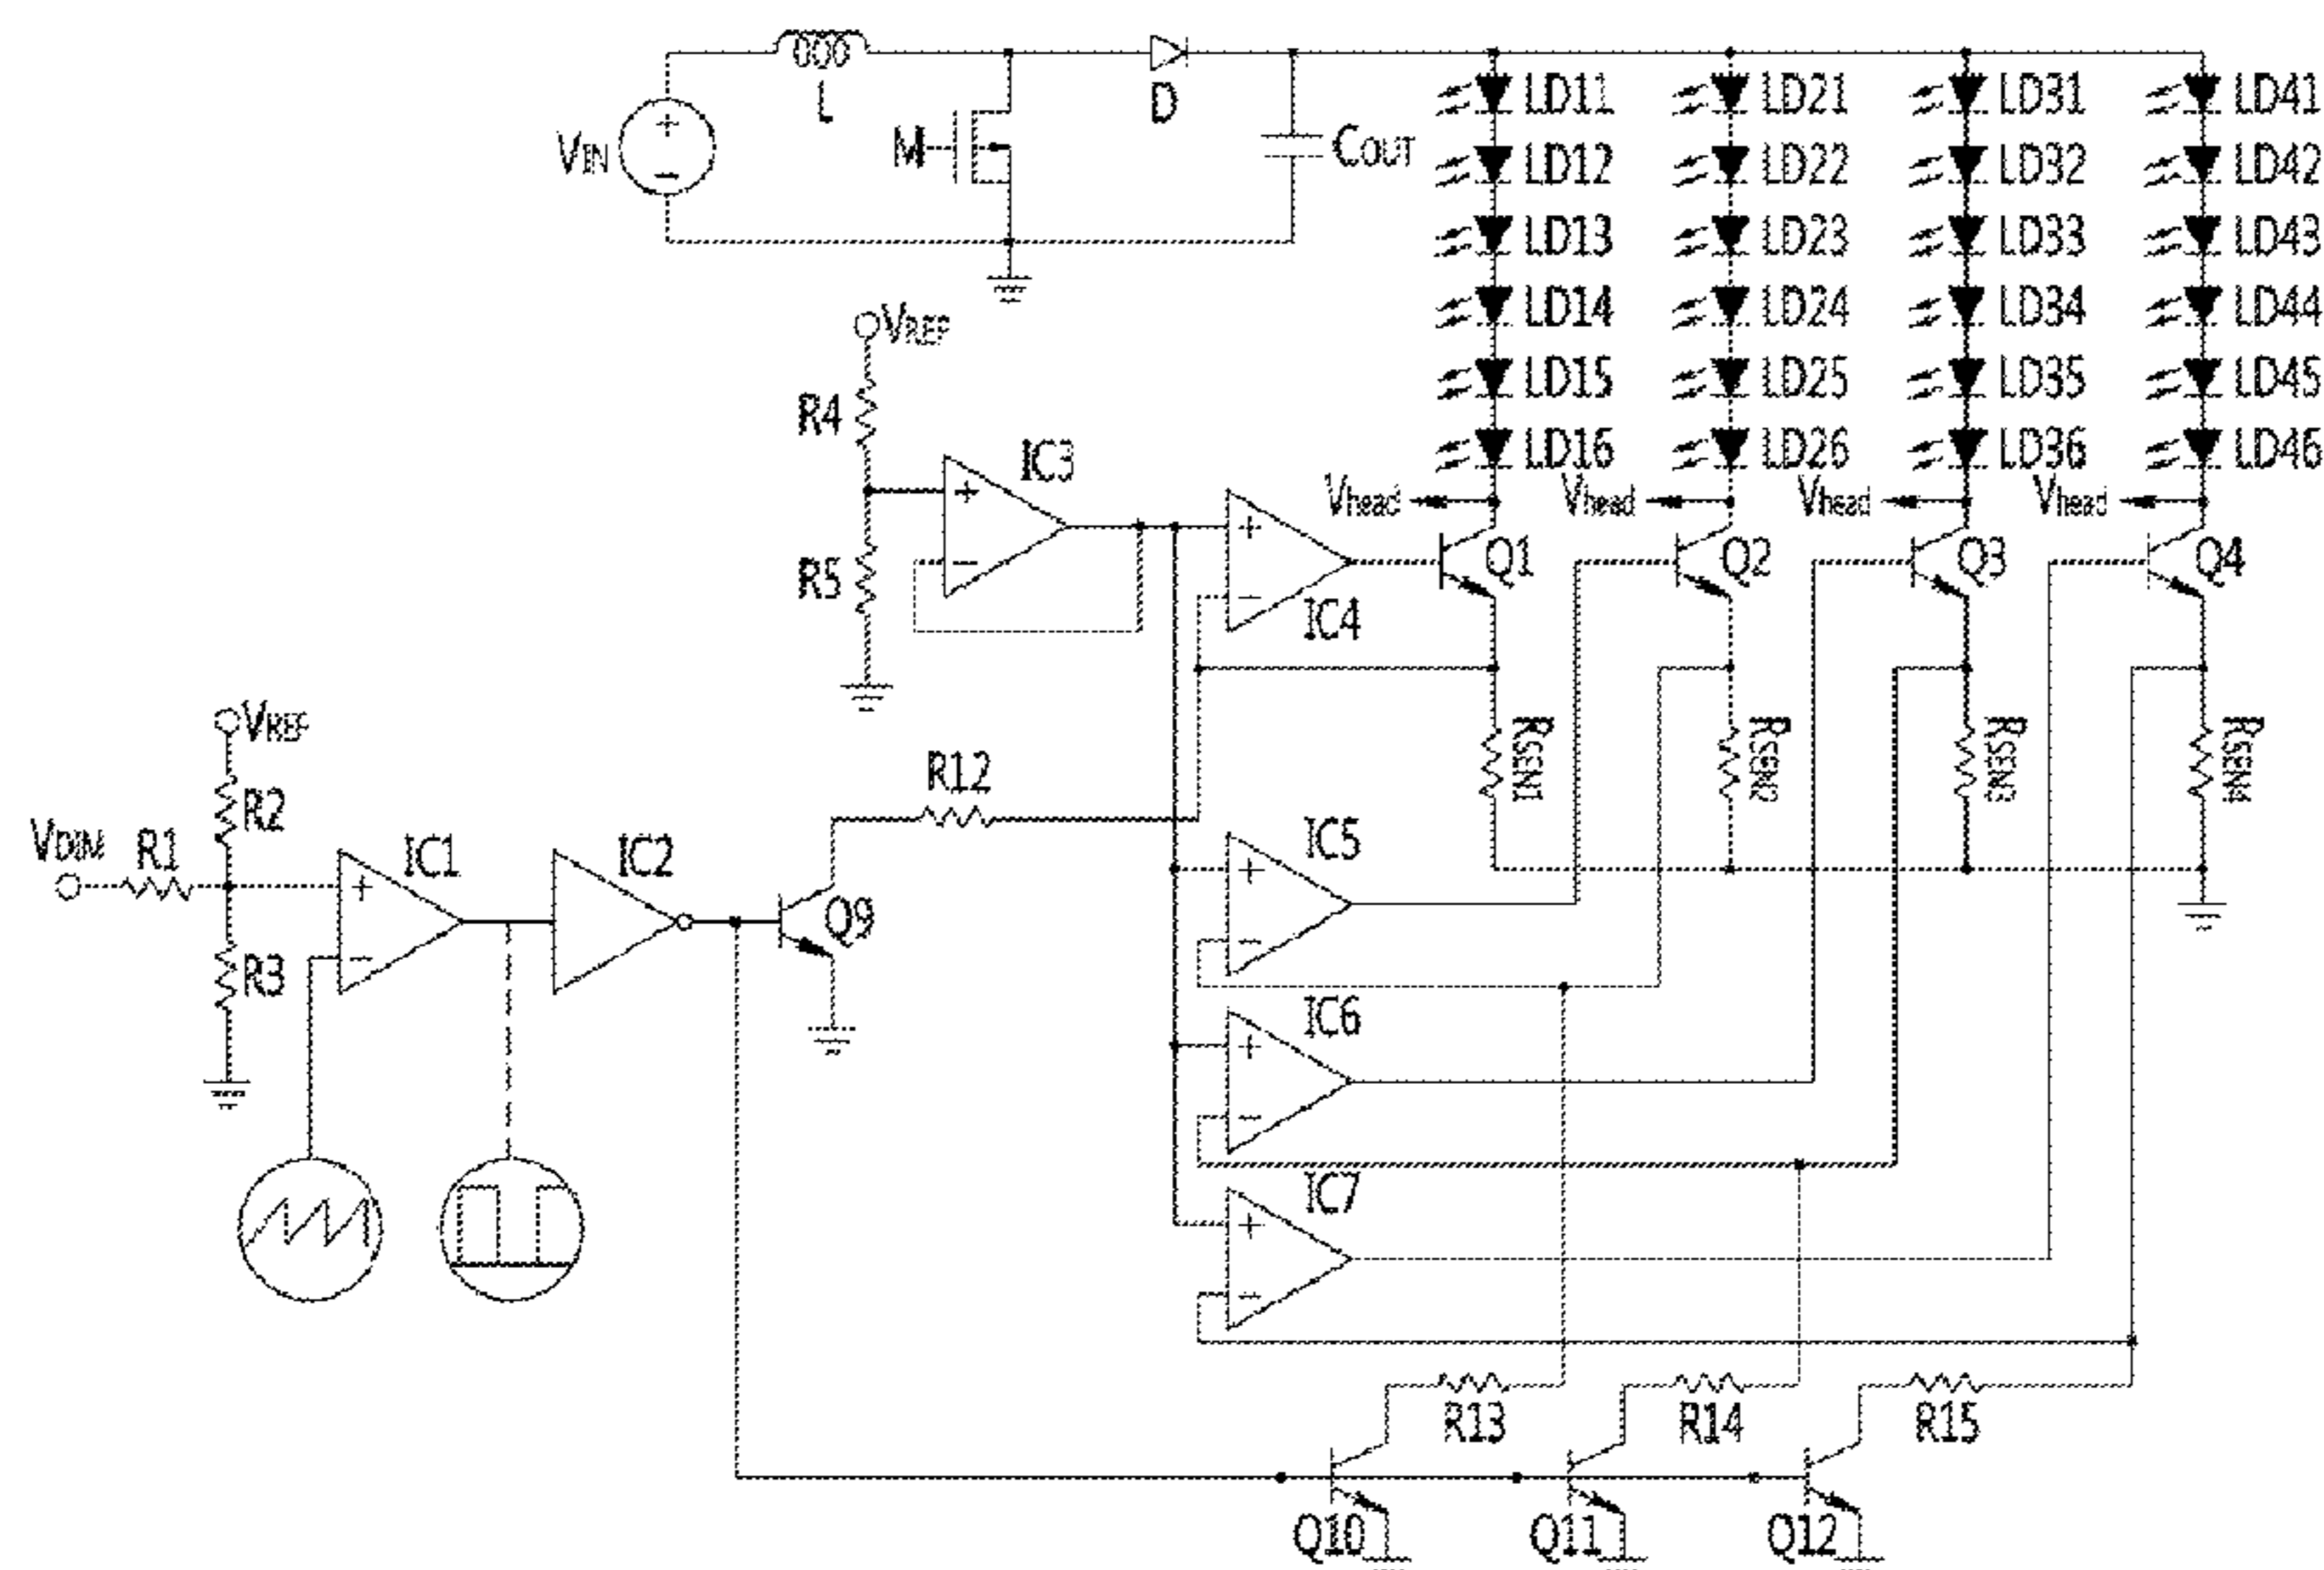 L
D
VIN
M
COUT
LD11
LD21
LD31
LD41
LD12
LD22
LD32
LD42
LD13
LD23
LD33
LD43
LD14
LD24
LD34
LD44
LD15
LD25
LD35
LD45
LD16
LD26
LD36
LD46
VREF
R4
R5
IC3
+
−
Vhead
Vhead
Vhead
Vhead
IC4
+
−
Q1
Q2
Q3
Q4
RSEN1
RSEN2
RSEN3
RSEN4
VREF
R2
VDIM
R1
R3
IC1
+
−
IC2
Q9
R12
IC5
+
−
IC6
+
−
IC7
+
−
R13
R14
R15
Q10
Q11
Q12